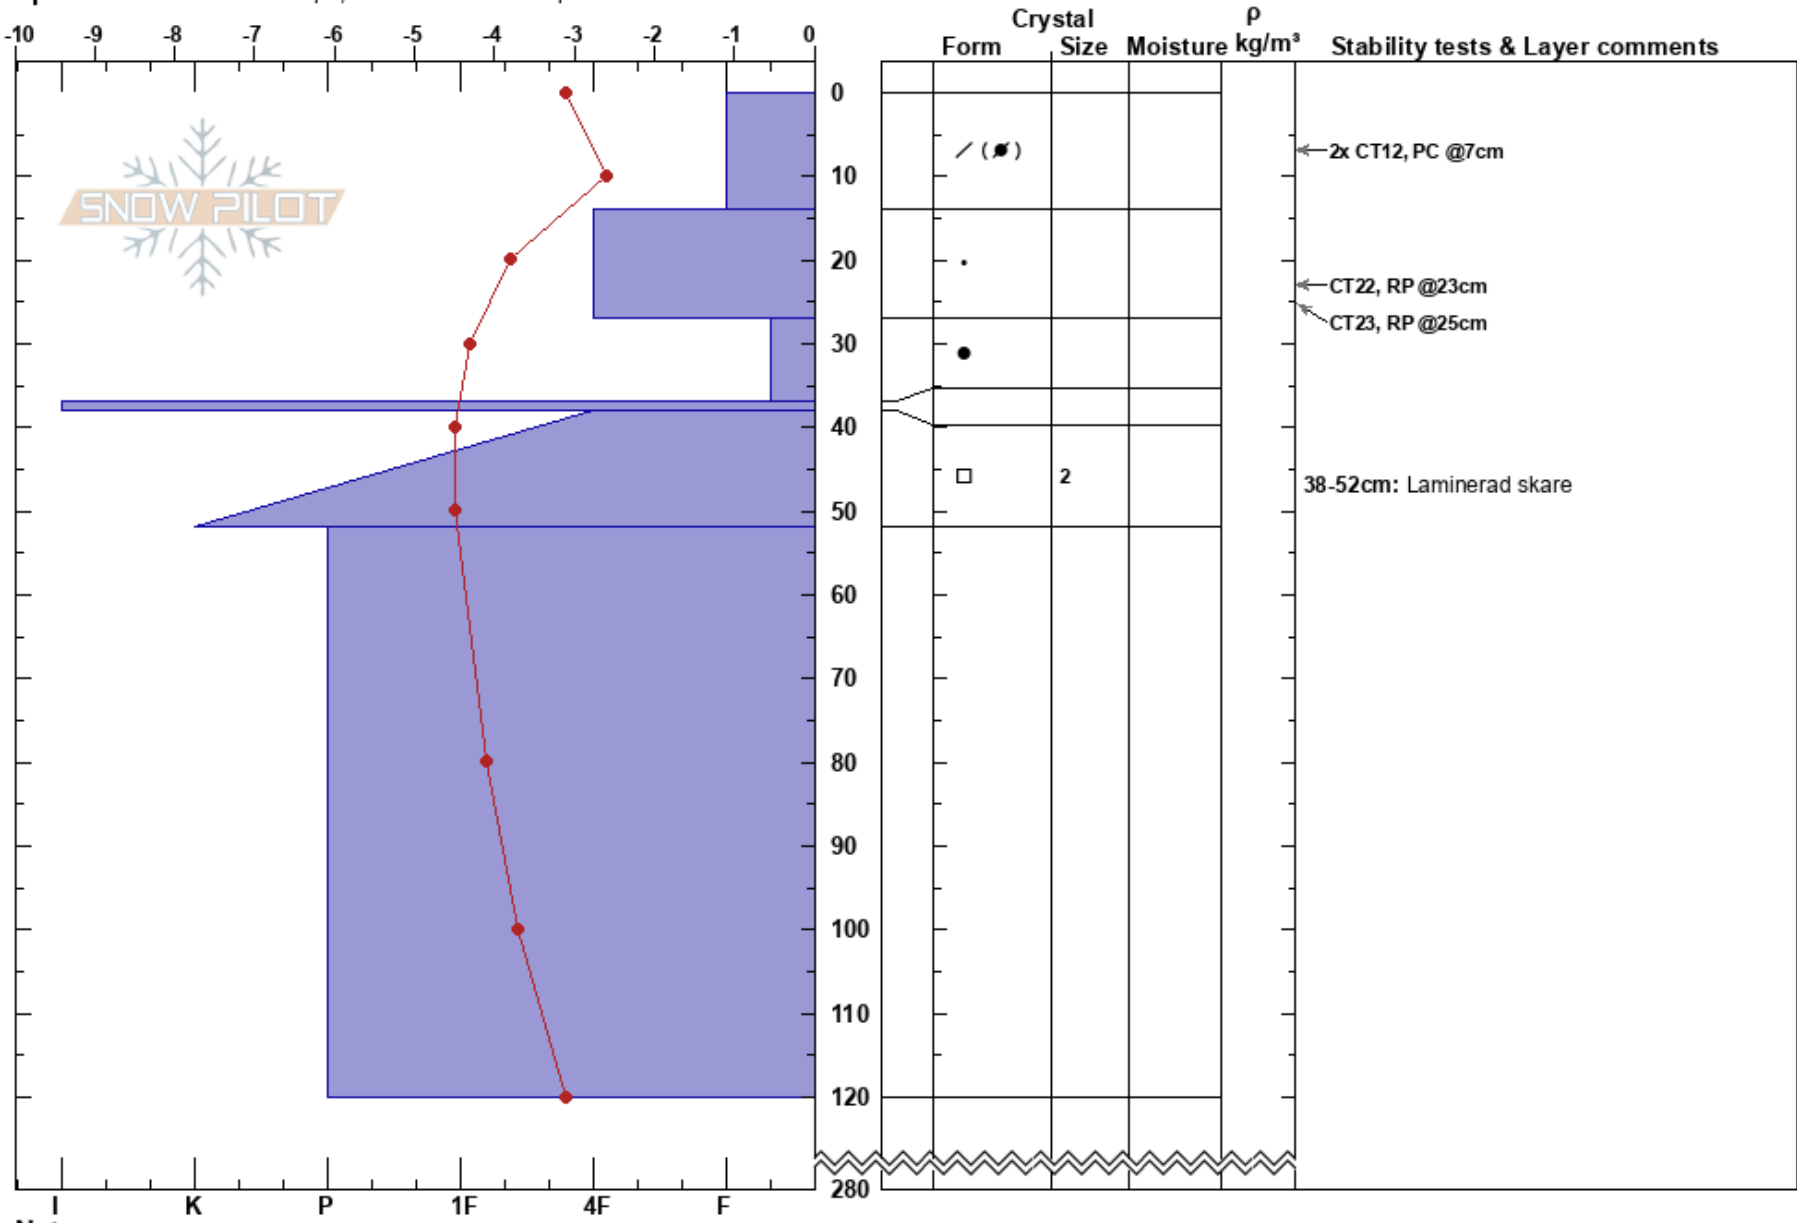 Crystal
ρ
-10 -9 -8 -7 -6 -5 -4 -3 -2 -1 0
Form Size Moisture kg/m³ Stability tests & Layer comments
0
SNOW PILOT
2x CT12, PC @7cm
10
20
CT22, RP @23cm
CT23, RP @25cm
30
40
2
38-52cm: Laminerad skare
50
60
70
80
90
100
110
120
280
I K P 1F 4F F